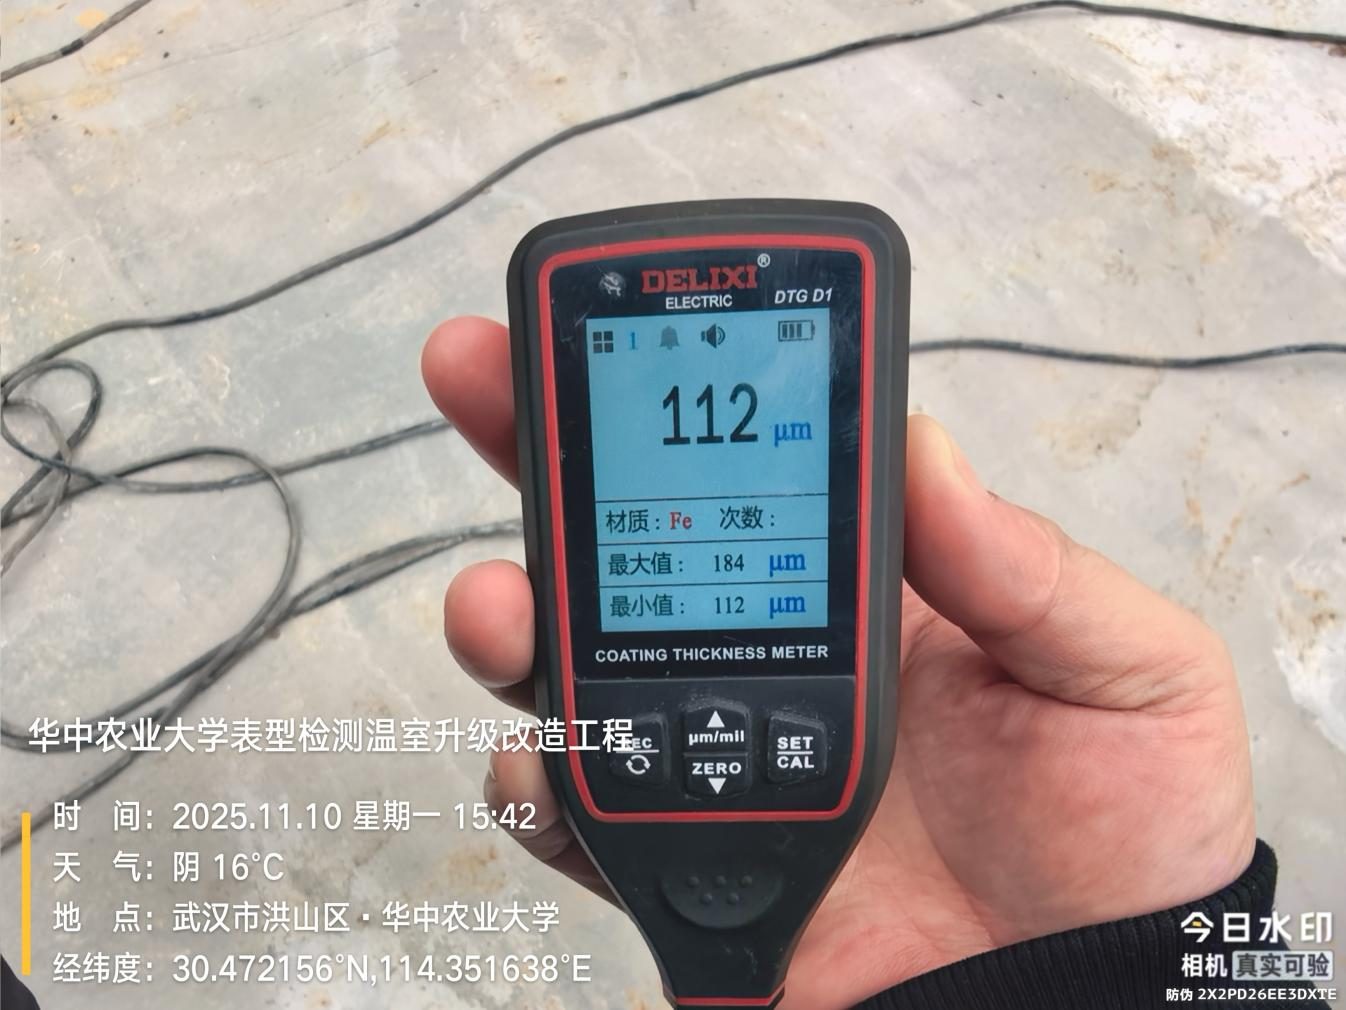 DELIXI®
ELECTRIC
DTG D1
1
112 μm
材质：Fe 次数：
最大值： 184 μm
最小值： 112 μm
COATING THICKNESS METER
μm/mil
ZERO
SET
CAL
华中农业大学表型检测温室升级改造工程
时 间：2025.11.10 星期一 15:42
天 气：阴 16°C
地 点：武汉市洪山区·华中农业大学
经纬度：30.472156°N,114.351638°E
今日水印
相机 真实可验
防伪 2X2PD26EE3DXTE